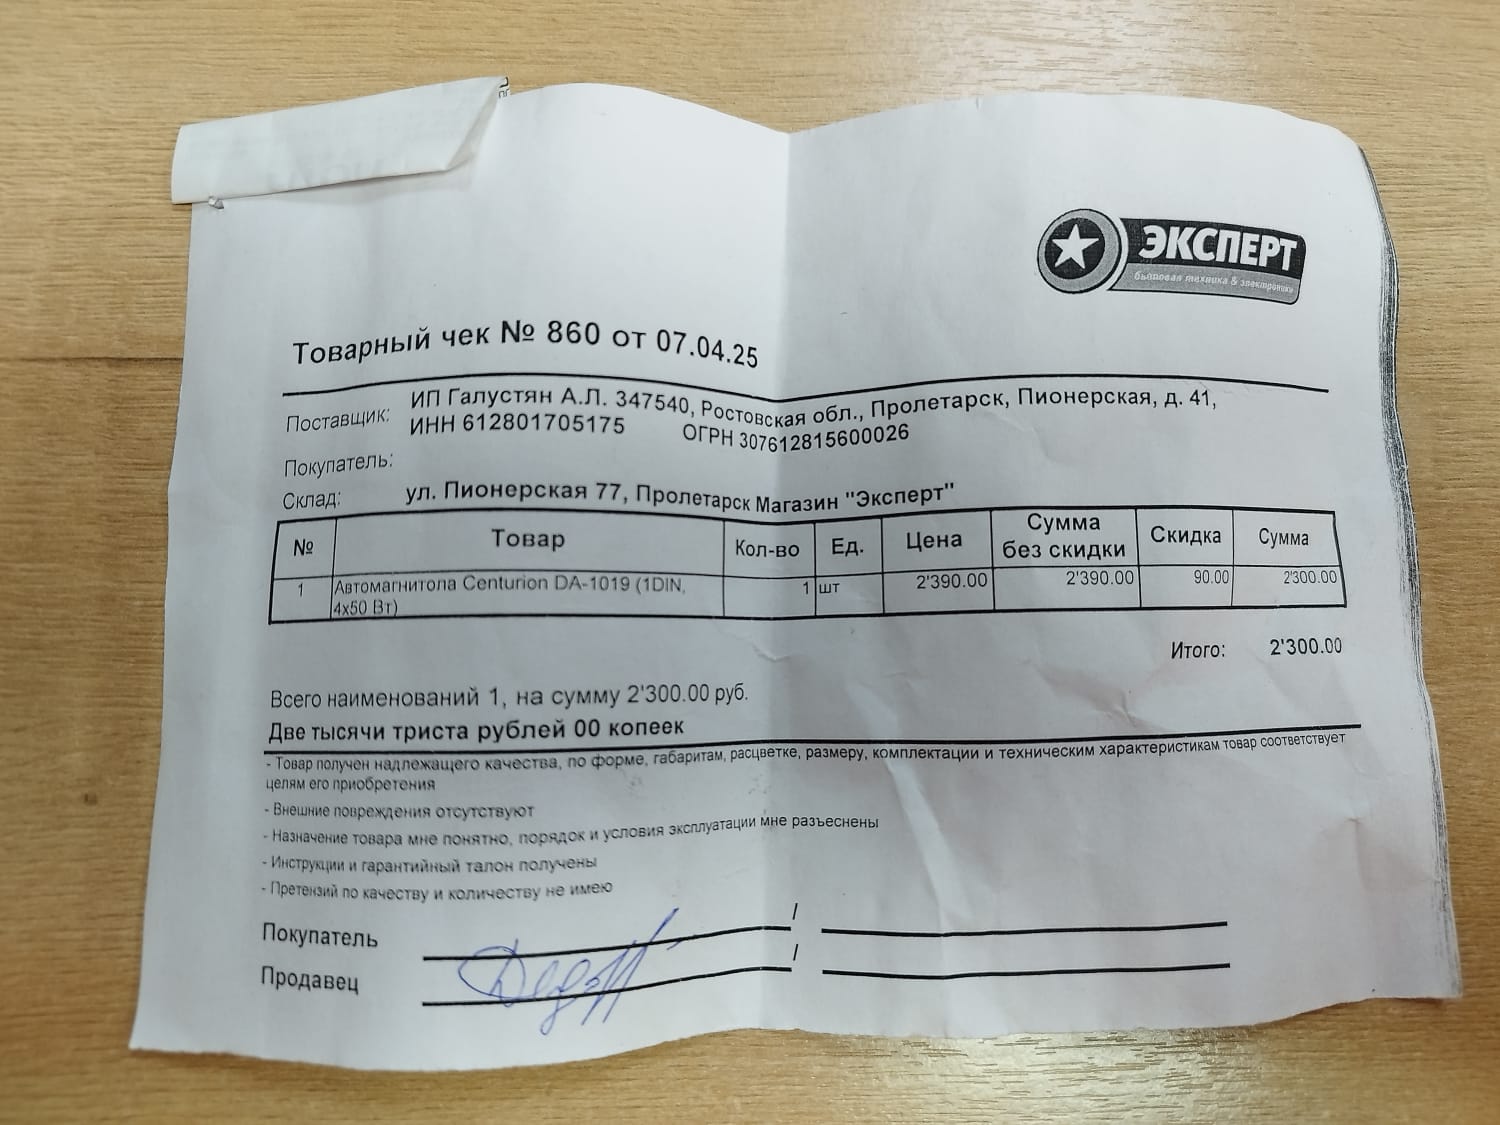 ЭКСПЕРТ
бытовая техника & электроника
Товарный чек № 860 от 07.04.25
Поставщик: ИП Галустян А.Л. 347540, Ростовская обл., Пролетарск, Пионерская, д. 41,
ИНН 612801705175 ОГРН 307612815600026
Покупатель:
Склад: ул. Пионерская 77, Пролетарск Магазин "Эксперт"
№ Товар Кол-во Ед. Цена Сумма без скидки Скидка Сумма
1 Автомагнитола Centurion DA-1019 (1DIN, 1 шт 2'390.00 2'390.00 90.00 2'300.00
4x50 Вт)
Итого: 2'300.00
Всего наименований 1, на сумму 2'300.00 руб.
Две тысячи триста рублей 00 копеек
- Товар получен надлежащего качества, по форме, габаритам, расцветке, размеру, комплектации и техническим характеристикам товар соответствует
целям его приобретения
- Внешние повреждения отсутствуют
- Назначение товара мне понятно, порядок и условия эксплуатации мне разъеснены
- Инструкции и гарантийный талон получены
- Претензий по качеству и количеству не имею
Покупатель /
Продавец /